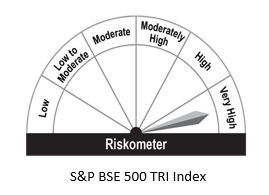 Low
Low to
Moderate
Moderate
Moderately
High
High
Very High
Riskometer
S&P BSE 500 TRI Index